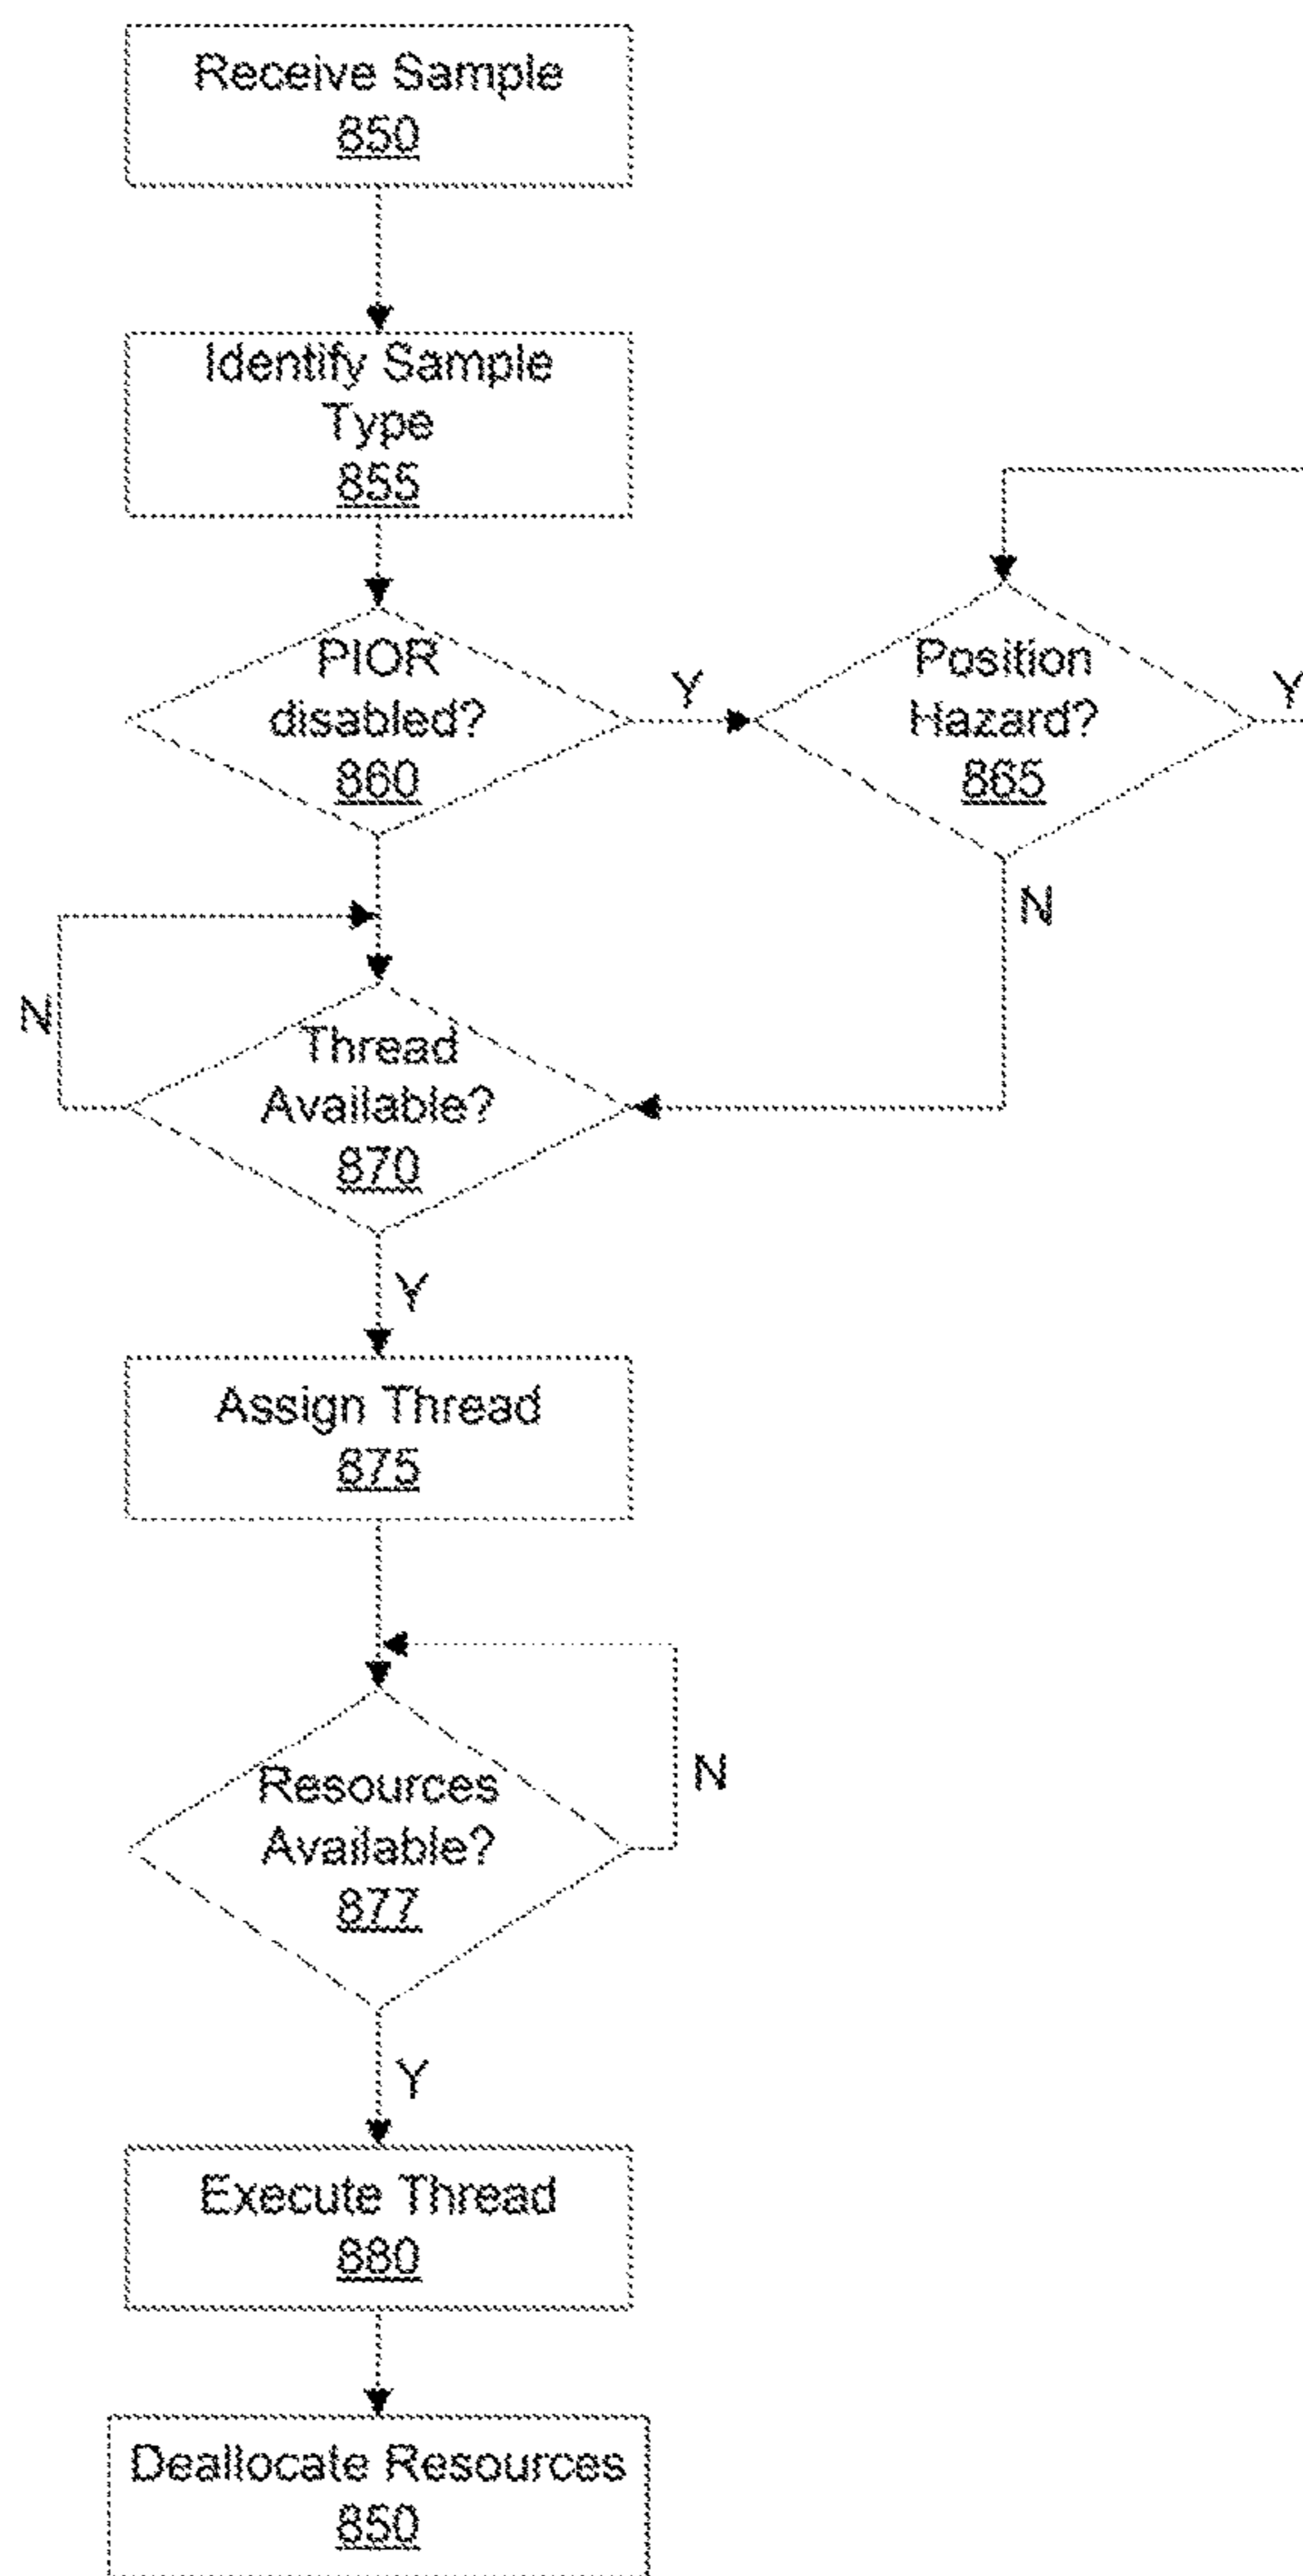 Receive Sample
850
Identify Sample
Type
855
PIOR
disabled?
860
Y
Position
Hazard?
865
Y
N
N
Thread
Available?
870
Y
Assign Thread
875
Resources
Available?
877
N
Y
Execute Thread
880
Deallocate Resources
850